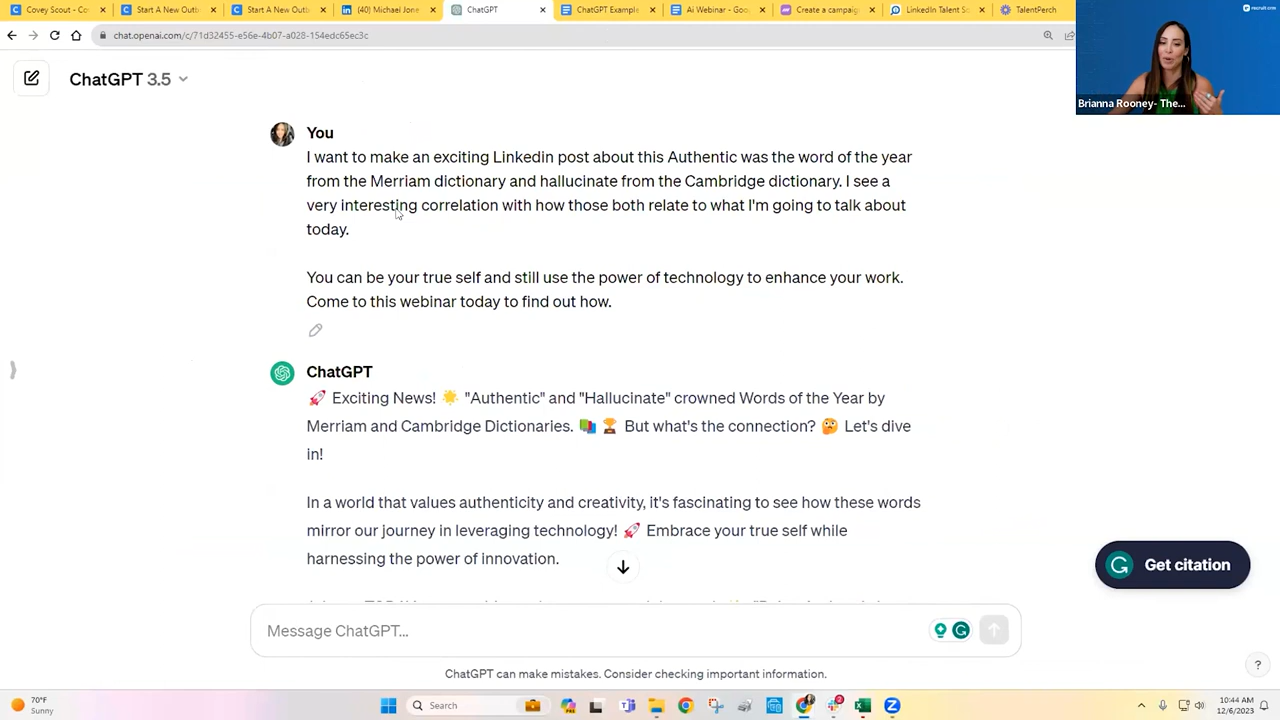 Covey Scout - Cov
Start A New Outb
Start A New Outb
(40) Michael Jone
ChatGPT
ChatGPT Example
Ai Webinar - Goo
Create a campaig
LinkedIn Talent So
TalentPerch
chat.openai.com/c/71d32455-e56e-4b07-a028-154edc65ec3c
recruit crm
Brianna Rooney- The...
ChatGPT 3.5
You
I want to make an exciting Linkedin post about this Authentic was the word of the year
from the Merriam dictionary and hallucinate from the Cambridge dictionary. I see a
very interesting correlation with how those both relate to what I'm going to talk about
today.
You can be your true self and still use the power of technology to enhance your work.
Come to this webinar today to find out how.
ChatGPT
🚀 Exciting News! 🌟 "Authentic" and "Hallucinate" crowned Words of the Year by
Merriam and Cambridge Dictionaries. 📚 🏆 But what's the connection? 🤔 Let's dive
in!
In a world that values authenticity and creativity, it's fascinating to see how these words
mirror our journey in leveraging technology! 🚀 Embrace your true self while
harnessing the power of innovation.
Get citation
Message ChatGPT...
ChatGPT can make mistakes. Consider checking important information.
?
70°F
Sunny
Search
10:44 AM
12/6/2023